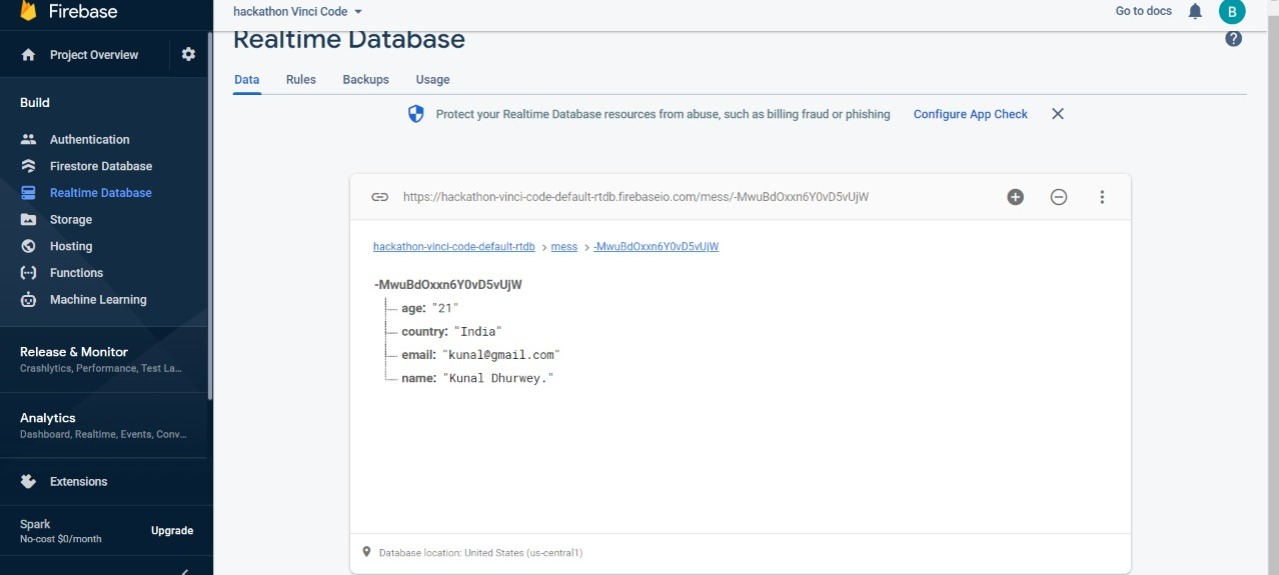 Firebase
hackathon Vinci Code
Go to docs
B
Project Overview
Realtime Database
?
Build
Data Rules Backups Usage
Protect your Realtime Database resources from abuse, such as billing fraud or phishing Configure App Check
Authentication
Firestore Database
Realtime Database
Storage
Hosting
Functions
Machine Learning
Release & Monitor
Crashlytics, Performance, Test La...
Analytics
Dashboard, Realtime, Events, Conv...
Extensions
Spark
No-cost $0/month
Upgrade
https://hackathon-vinci-code-default-rtdb.firebaseio.com/mess/-MwuBdOxxn6Y0vD5vUjW
hackathon-vinci-code-default-rtdb > mess > -MwuBdOxxn6Y0vD5vUjW
-MwuBdOxxn6Y0vD5vUjW
age: "21"
country: "India"
email: "kunal@gmail.com"
name: "Kunal Dhurwey."
Database location: United States (us-central1)